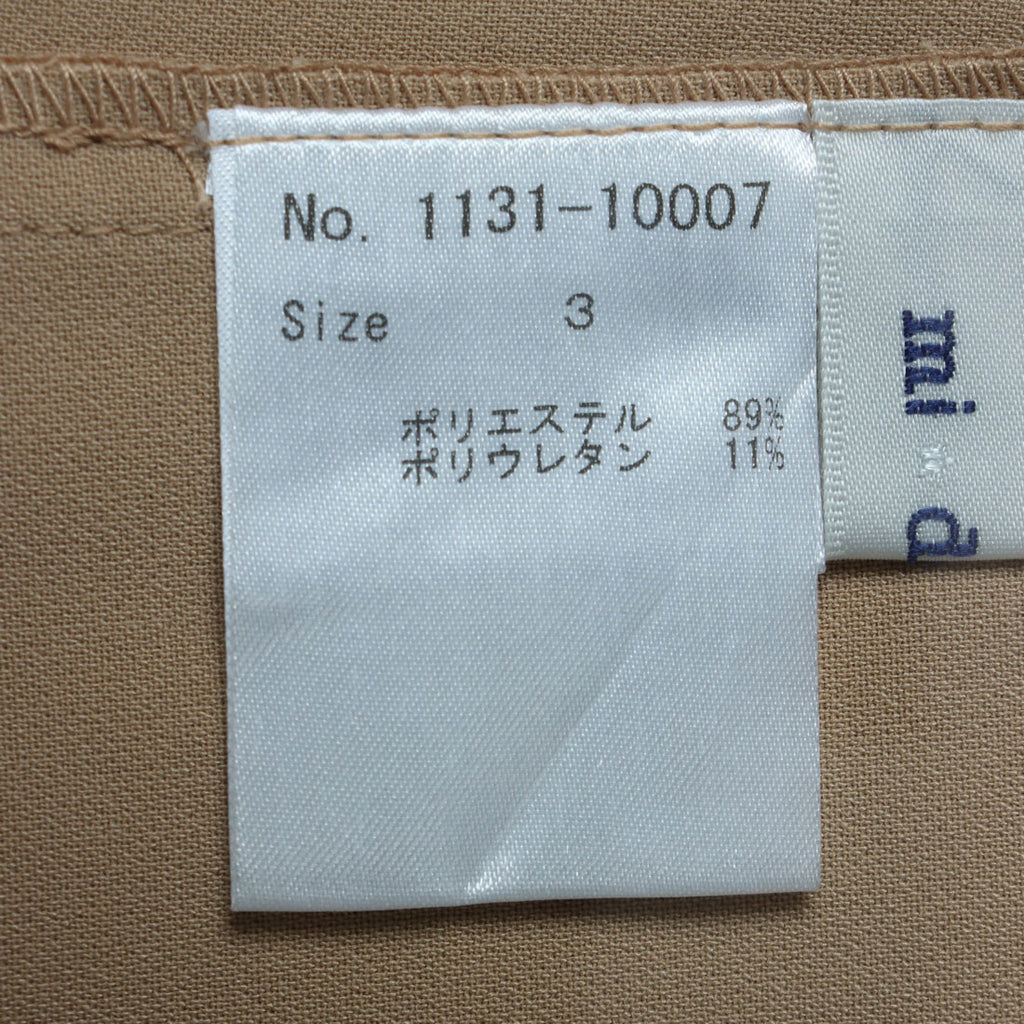 No. 1131-10007
Size 3
ポリエステル 89%
ポリウレタン 11%
mi d